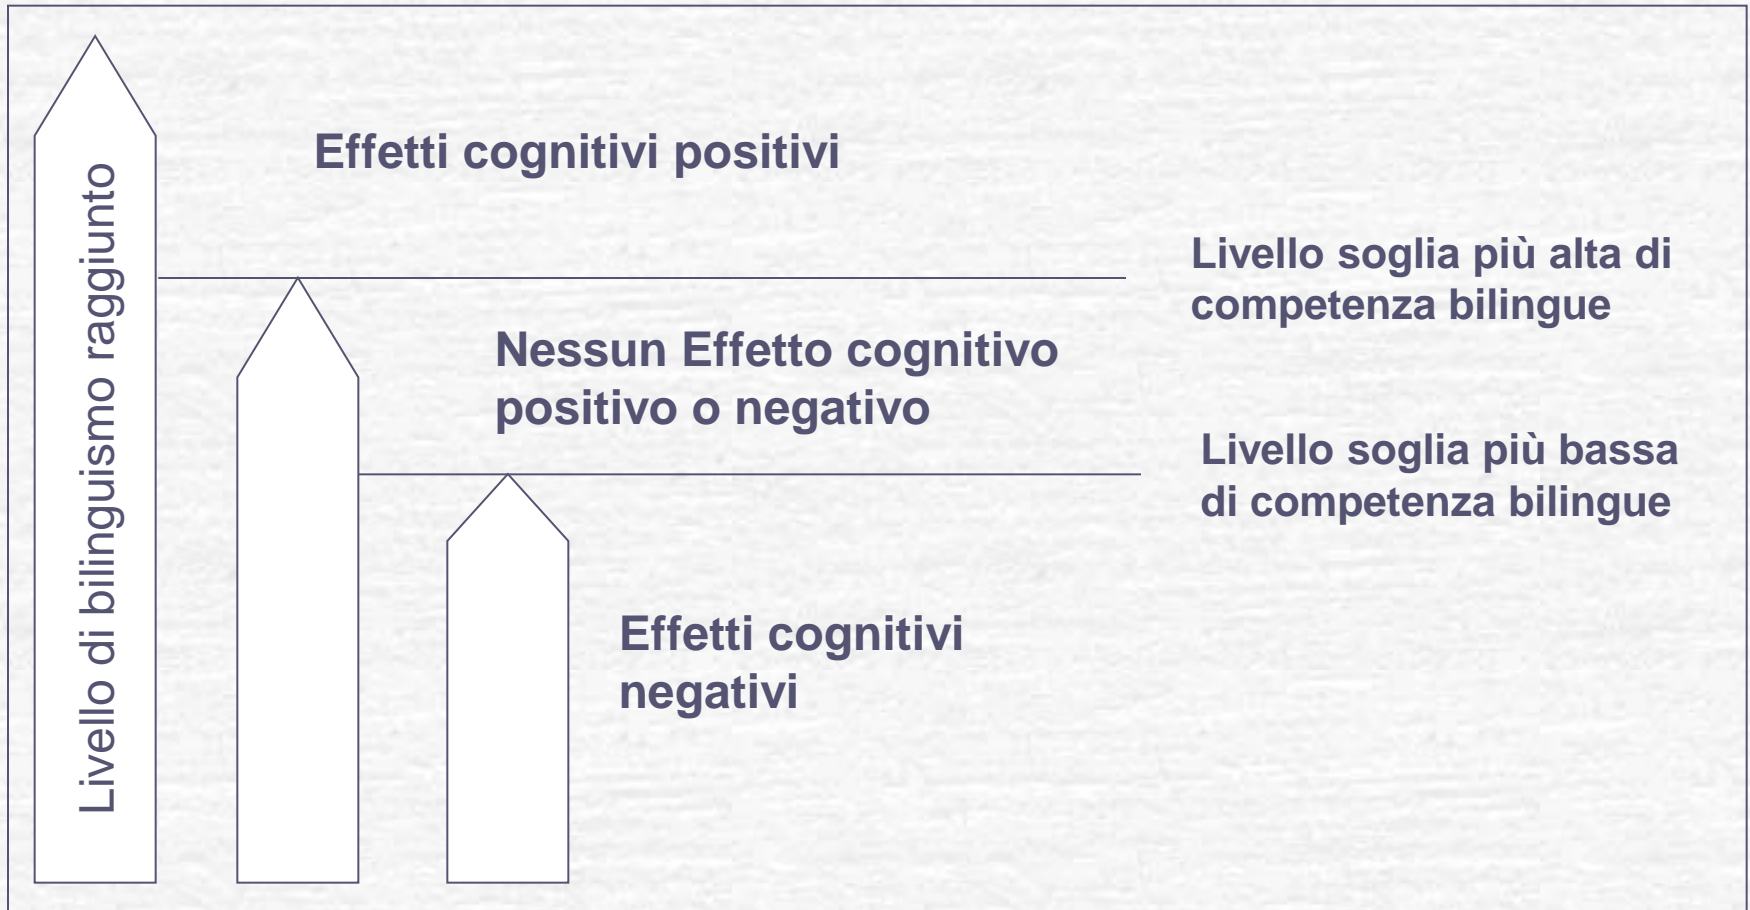 Livello di bilinguismo raggiunto
Effetti cognitivi positivi
Livello soglia più alta di
competenza bilingue
Nessun Effetto cognitivo
positivo o negativo
Livello soglia più bassa
di competenza bilingue
Effetti cognitivi
negativi